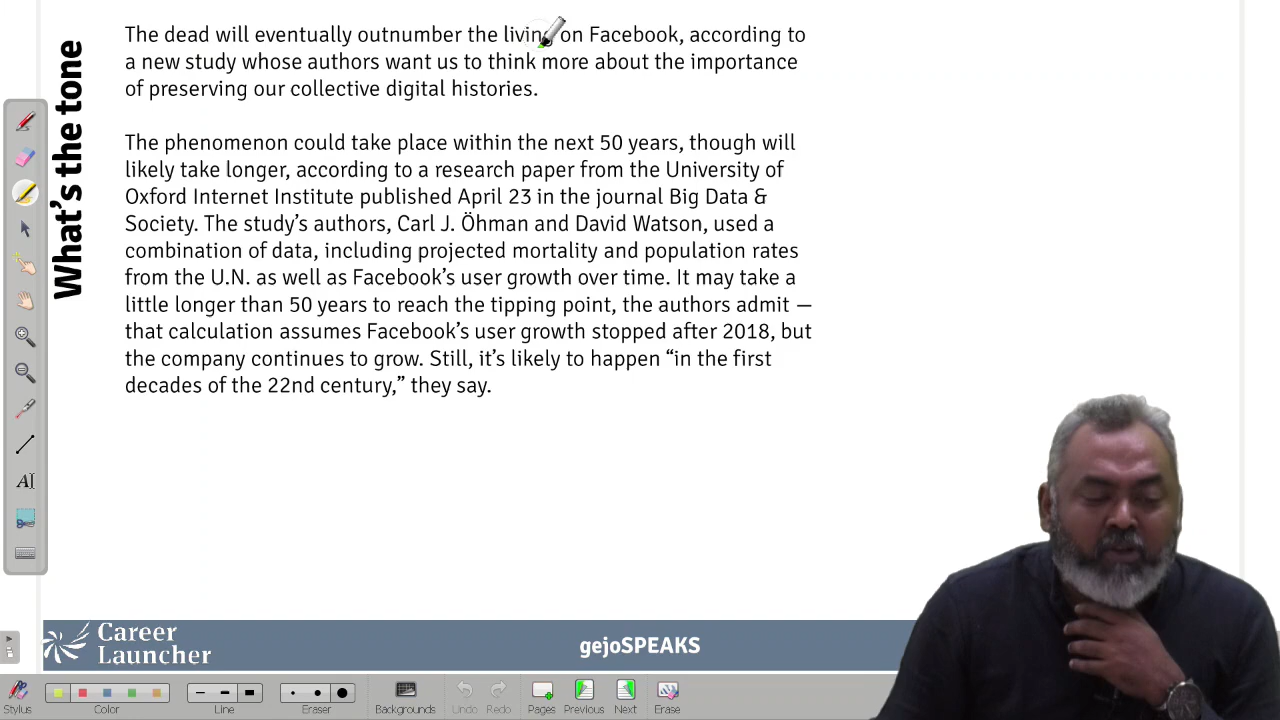 What's the tone
The dead will eventually outnumber the living on Facebook, according to
a new study whose authors want us to think more about the importance
of preserving our collective digital histories.
The phenomenon could take place within the next 50 years, though will
likely take longer, according to a research paper from the University of
Oxford Internet Institute published April 23 in the journal Big Data &
Society. The study’s authors, Carl J. Öhman and David Watson, used a
combination of data, including projected mortality and population rates
from the U.N. as well as Facebook’s user growth over time. It may take a
little longer than 50 years to reach the tipping point, the authors admit —
that calculation assumes Facebook’s user growth stopped after 2018, but
the company continues to grow. Still, it’s likely to happen “in the first
decades of the 22nd century,” they say.
AI
Career
Launcher
gejoSPEAKS
Stylus
Color
Line
Eraser
Backgrounds
Undo
Redo
Pages
Previous
Next
Erase